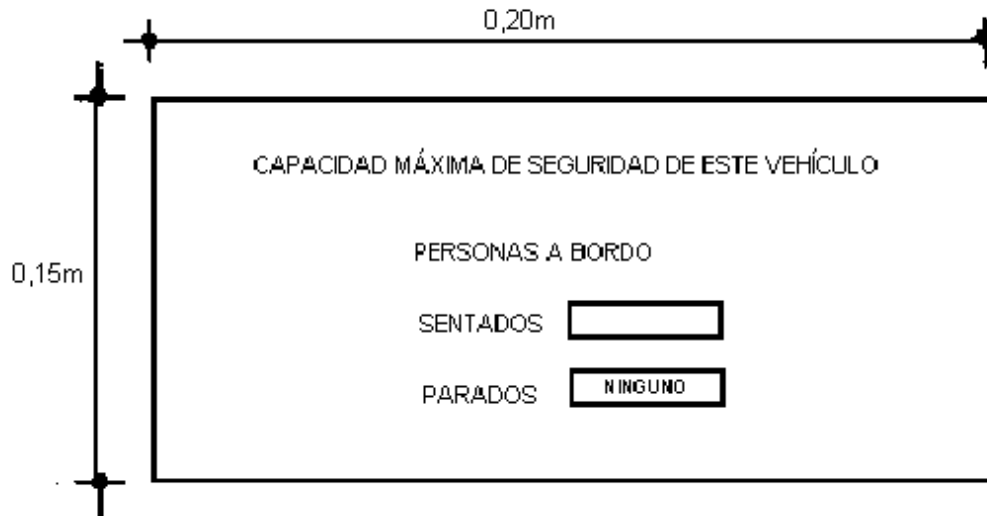 0,20m
CAPACIDAD MÁXIMA DE SEGURIDAD DE ESTE VEHÍCULO
PERSONAS A BORDO
0,15m
SENTADOS
PARADOS NINGUNO